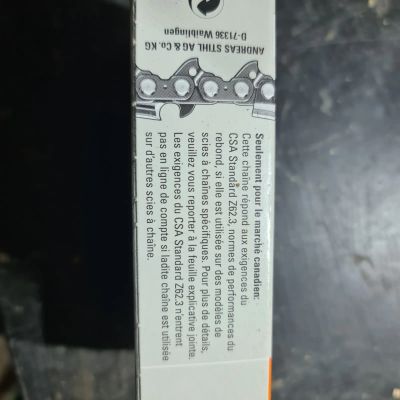 ANDREAS STIHL AG & Co. KG
D-71336 Waiblingen
Seulement pour le marché canadien:
Cette chaîne répond aux exigences du
CSA Standard Z62.3, normes de performances du
rebond, si elle est utilisée sur des modèles de
scies à chaînes spécifiques. Pour plus de détails,
veuillez vous reporter à la feuille explicative jointe.
Les exigences du CSA Standard Z62.3 n'entrent
pas en ligne de compte si ladite chaîne est utilisée
sur d'autres scies à chaîne.